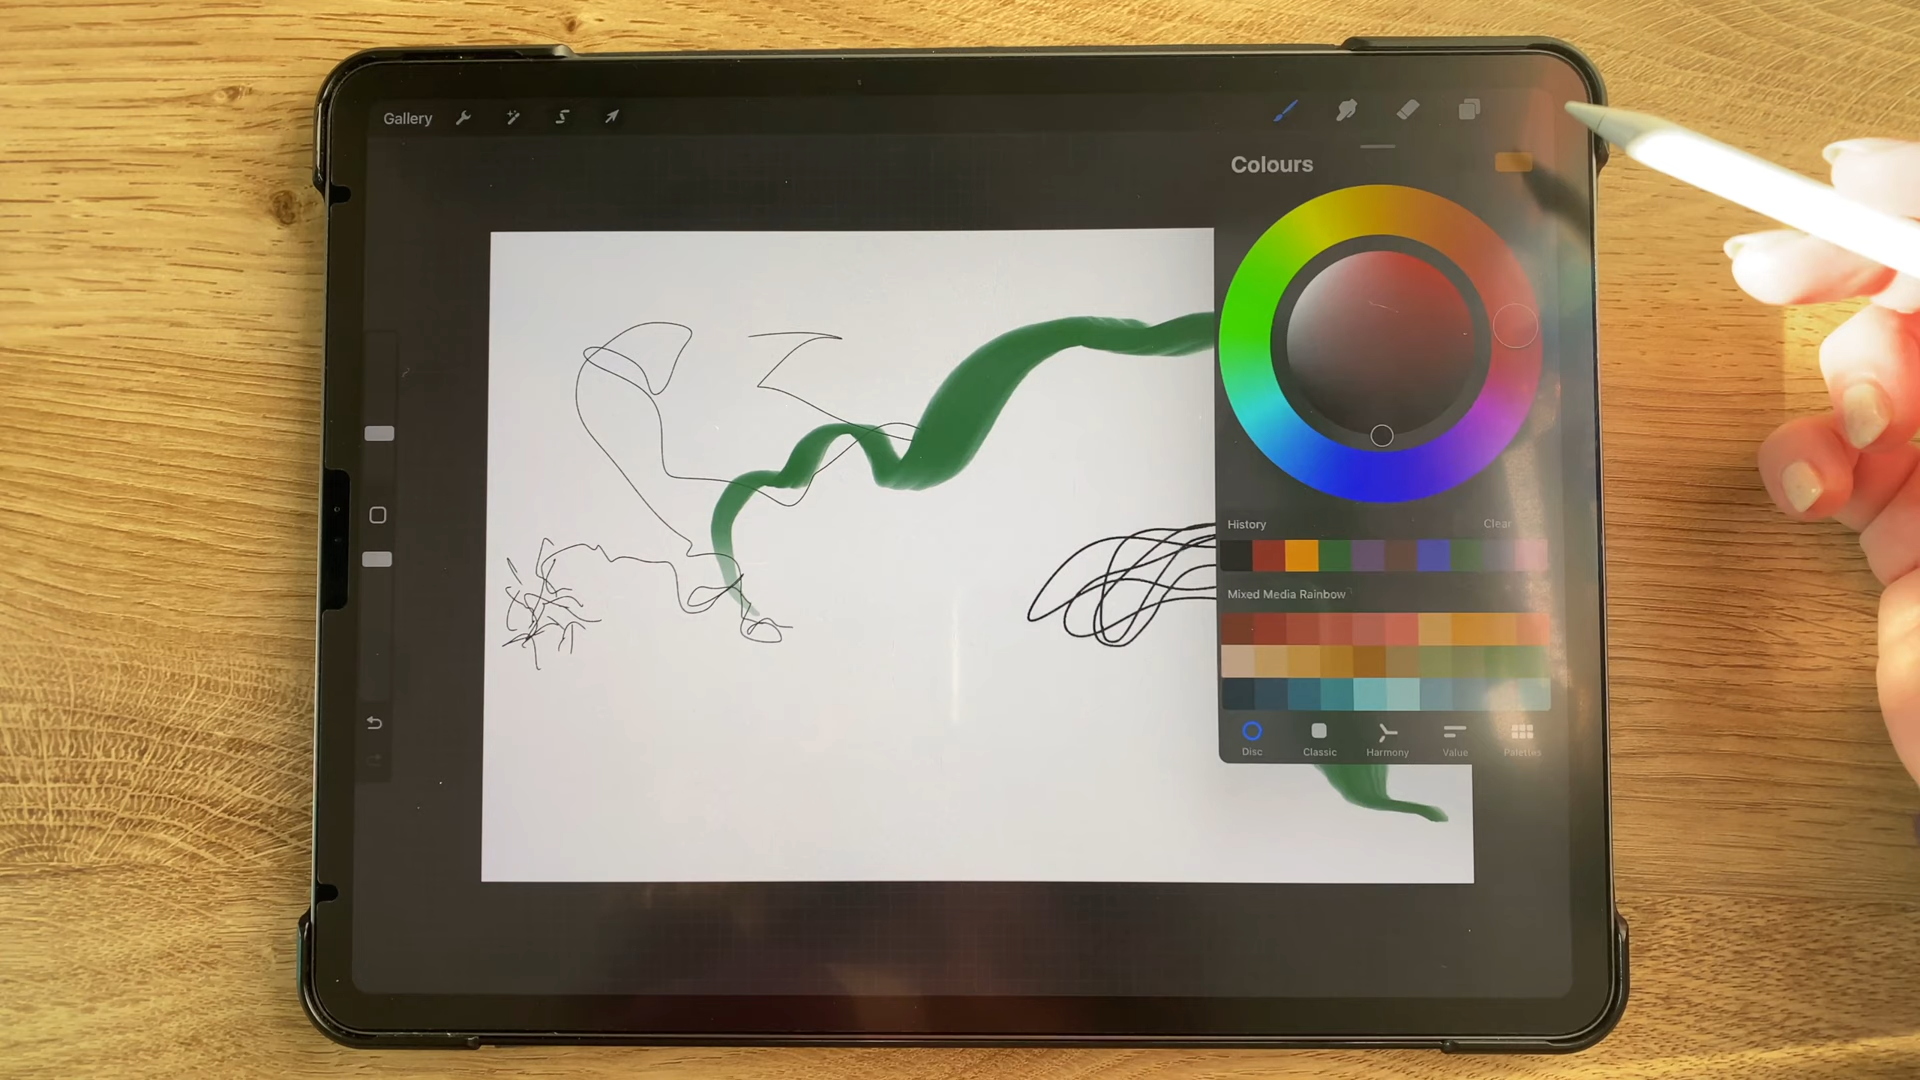 Gallery
Colours
History
Clear
Mixed Media Rainbow
Disc
Classic
Harmony
Value
Palettes